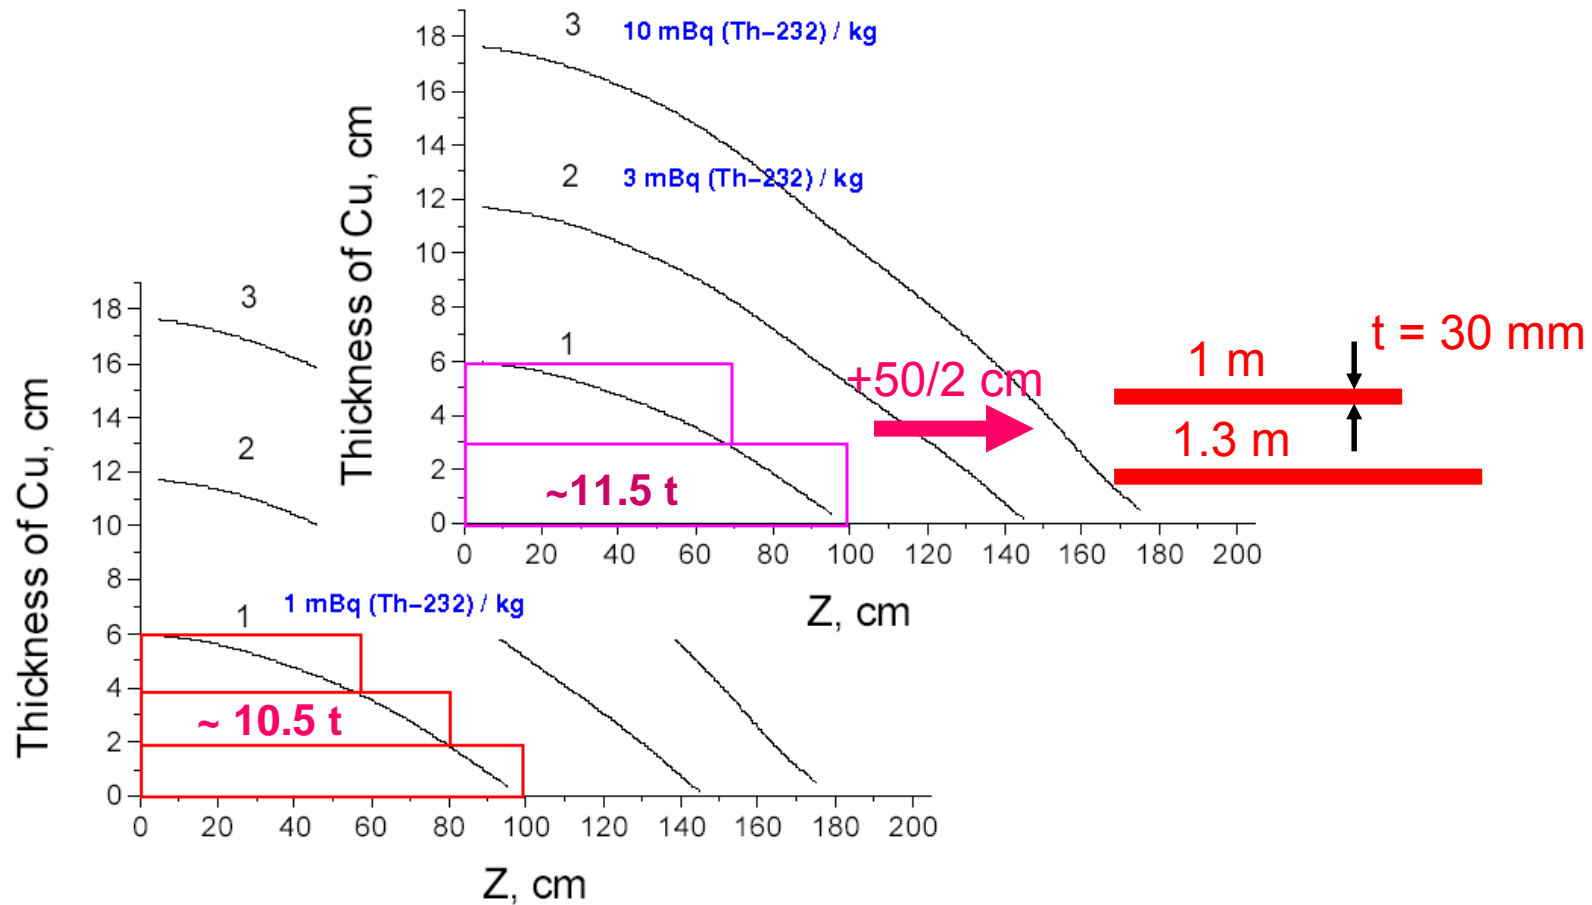 Thickness of Cu, cm
18
16
14
12
10
8
6
4
2
0
3
10 mBq (Th-232) / kg
2
3 mBq (Th-232) / kg
1
~11.5 t
+50/2 cm
0 20 40 60 80 100 120 140 160 180 200
Z, cm
t = 30 mm
1 m
1.3 m
Thickness of Cu, cm
18
16
14
12
10
8
6
4
2
0
3
2
1
1 mBq (Th-232) / kg
~ 10.5 t
0 20 40 60 80 100 120 140 160 180 200
Z, cm